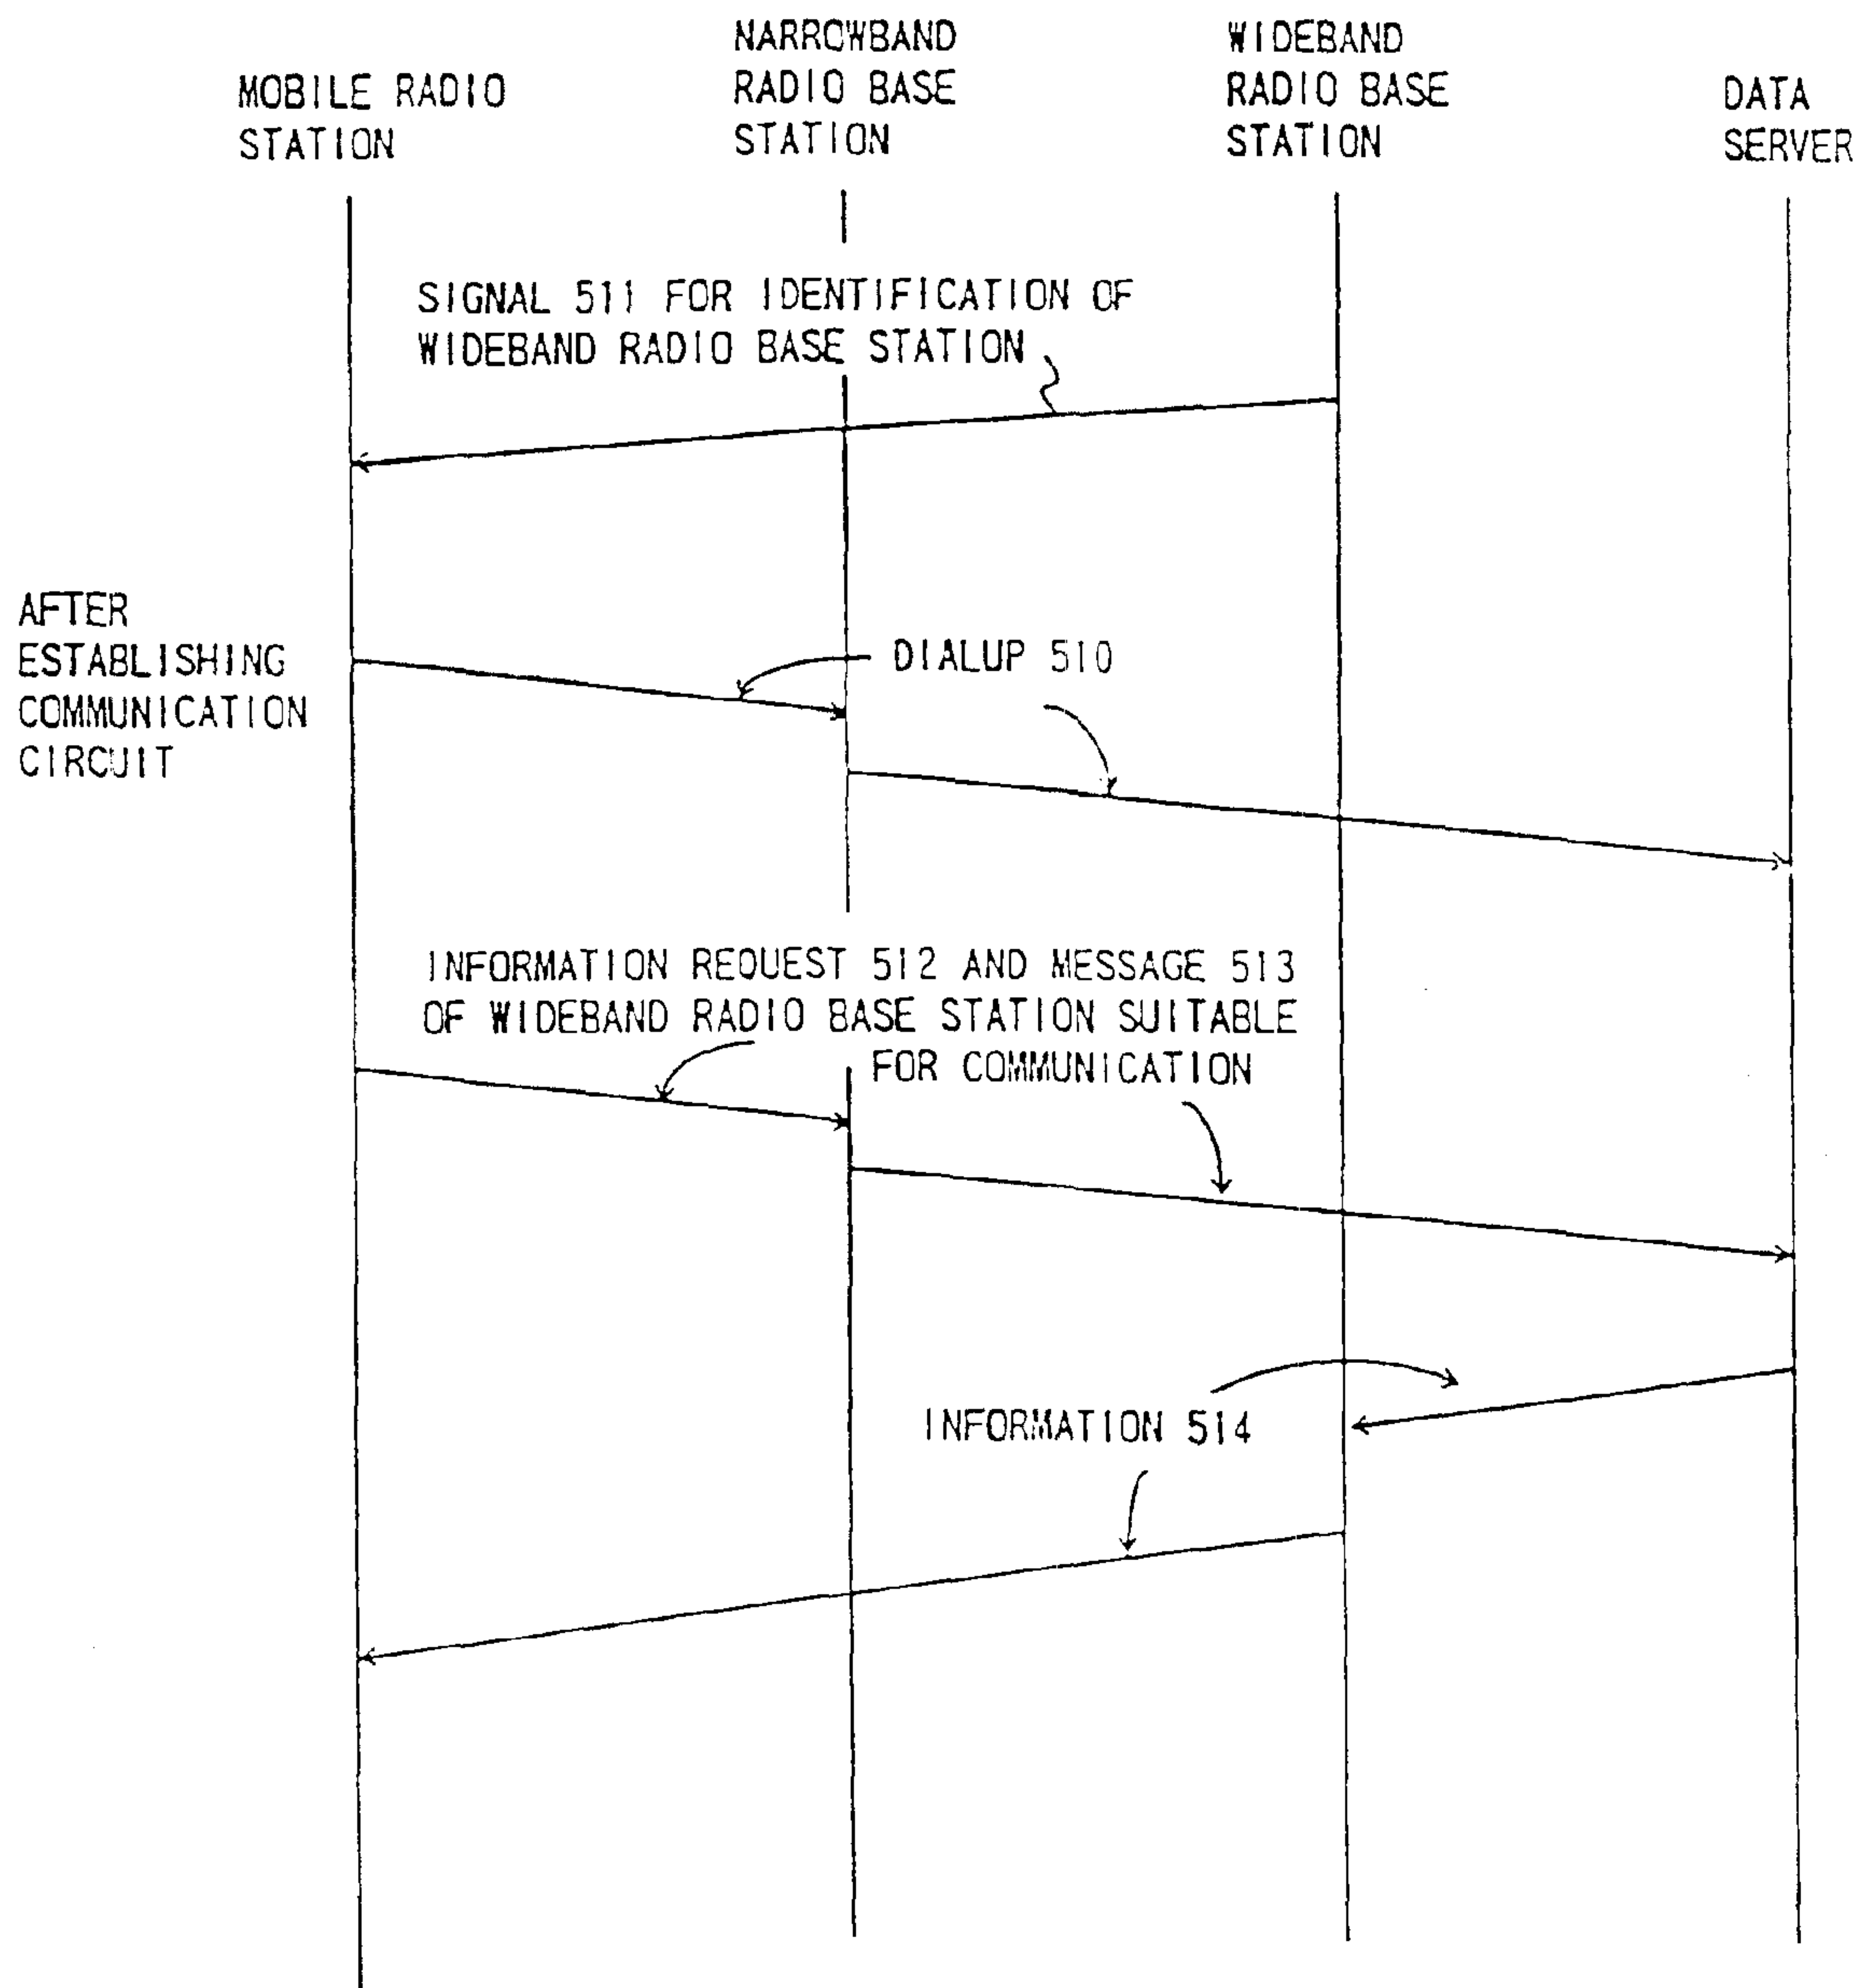 MOBILE RADIO
STATION
NARROWBAND
RADIO BASE
STATION
WIDEBAND
RADIO BASE
STATION
DATA
SERVER
SIGNAL 511 FOR IDENTIFICATION OF
WIDEBAND RADIO BASE STATION
AFTER
ESTABLISHING
COMMUNICATION
CIRCUIT
DIALUP 510
INFORMATION REQUEST 512 AND MESSAGE 513
OF WIDEBAND RADIO BASE STATION SUITABLE
FOR COMMUNICATION
INFORMATION 514